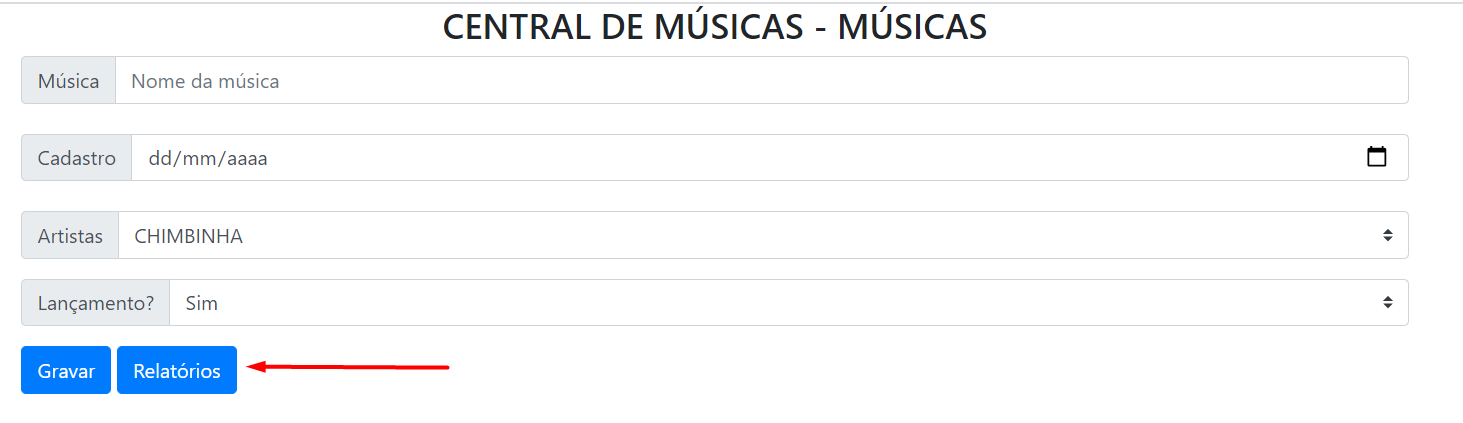 CENTRAL DE MÚSICAS - MÚSICAS
Música Nome da música
Cadastro dd/mm/aaaa
Artistas CHIMBINHA
Lançamento? Sim
Gravar Relatórios